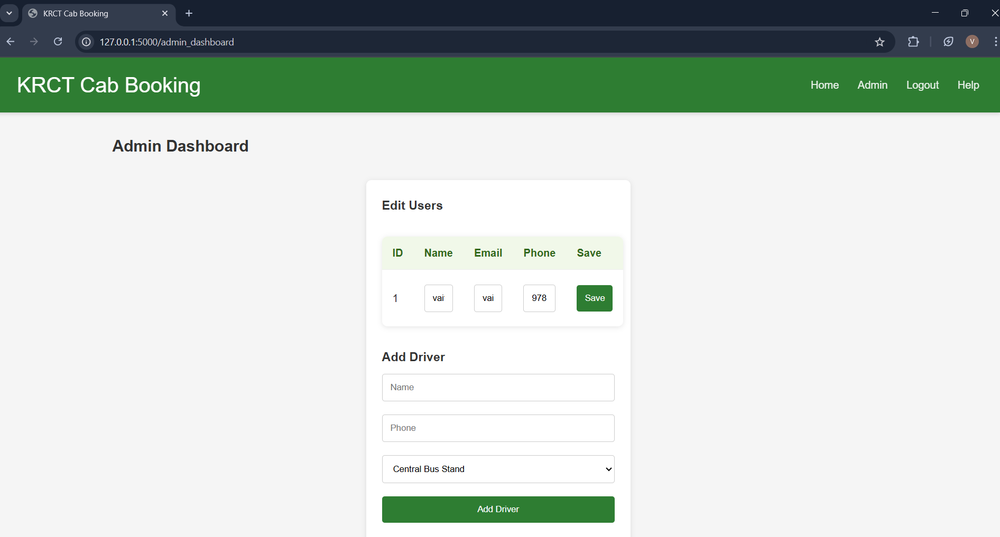 KRCT Cab Booking
127.0.0.1:5000/admin_dashboard
V
KRCT Cab Booking
Home Admin Logout Help
Admin Dashboard
Edit Users
ID Name Email Phone Save
1 vai vai 978 Save
Add Driver
Name
Phone
Central Bus Stand
Add Driver